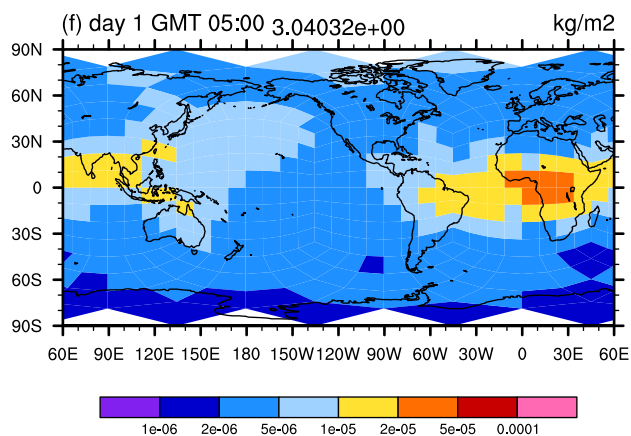 (f) day 1 GMT 05:00 3.04032e+00 kg/m2
90N
60N
30N
0
30S
60S
90S
60E 90E 120E 150E 180 150W 120W 90W 60W 30W 0 30E 60E
1e-06 2e-06 5e-06 1e-05 2e-05 5e-05 0.0001